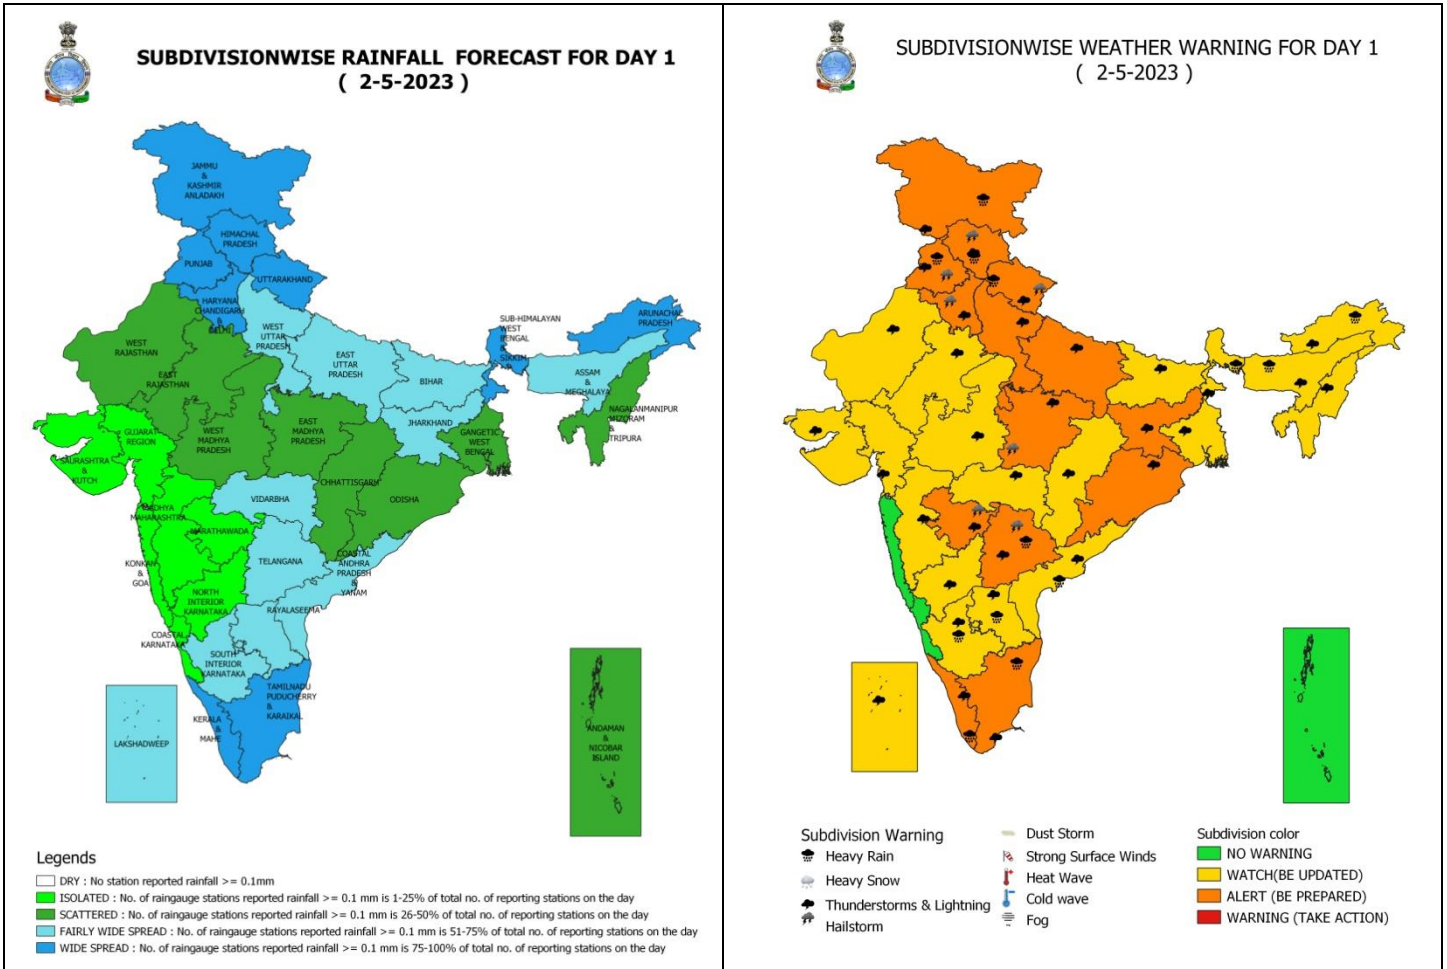 SUBDIVISIONWISE RAINFALL FORECAST FOR DAY 1
( 2-5-2023 )
JAMMU
&
KASHMIR
ANLADAKH
HIMACHAL
PRADESH
PUNJAB
UTTARAKHAND
HARYANA
CHANDIGARH
&
DELHI
WEST
UTTAR
PRADESH
EAST
UTTAR
PRADESH
WEST
RAJASTHAN
EAST
RAJASTHAN
BIHAR
SUB-HIMALAYAN
WEST
BENGAL
&
SIKKIM
ARUNACHAL
PRADESH
ASSAM
&
MEGHALAYA
NAGALANMANIPUR
MIZORAM
&
TRIPURA
JHARKHAND
GANGETIC
WEST
BENGAL
GUJARAT
REGION
SAURASHTRA
&
KUTCH
WEST
MADHYA
PRADESH
EAST
MADHYA
PRADESH
CHHATTISGARH
ODISHA
VIDARBHA
MADHYA
MAHARASHTRA
MARATHAWADA
KONKAN
&
GOA
TELANGANA
COASTAL
ANDHRA
PRADESH
&
YANAM
NORTH
INTERIOR
KARNATAKA
RAYALASEEMA
COASTAL
KARNATAKA
SOUTH
INTERIOR
KARNATAKA
TAMILNADU
PUDUCHERRY
&
KARAIKAL
KERALA
&
MAHE
LAKSHADWEEP
ANDAMAN
&
NICOBAR
ISLAND
Legends
DRY : No station reported rainfall >= 0.1mm
ISOLATED : No. of raingauge stations reported rainfall >= 0.1 mm is 1-25% of total no. of reporting stations on the day
SCATTERED : No. of raingauge stations reported rainfall >= 0.1 mm is 26-50% of total no. of reporting stations on the day
FAIRLY WIDE SPREAD : No. of raingauge stations reported rainfall >= 0.1 mm is 51-75% of total no. of reporting stations on the day
WIDE SPREAD : No. of raingauge stations reported rainfall >= 0.1 mm is 75-100% of total no. of reporting stations on the day
SUBDIVISIONWISE WEATHER WARNING FOR DAY 1
( 2-5-2023 )
Subdivision Warning
Heavy Rain
Heavy Snow
Thunderstorms & Lightning
Hailstorm
Dust Storm
Strong Surface Winds
Heat Wave
Cold wave
Fog
Subdivision color
NO WARNING
WATCH(BE UPDATED)
ALERT (BE PREPARED)
WARNING (TAKE ACTION)